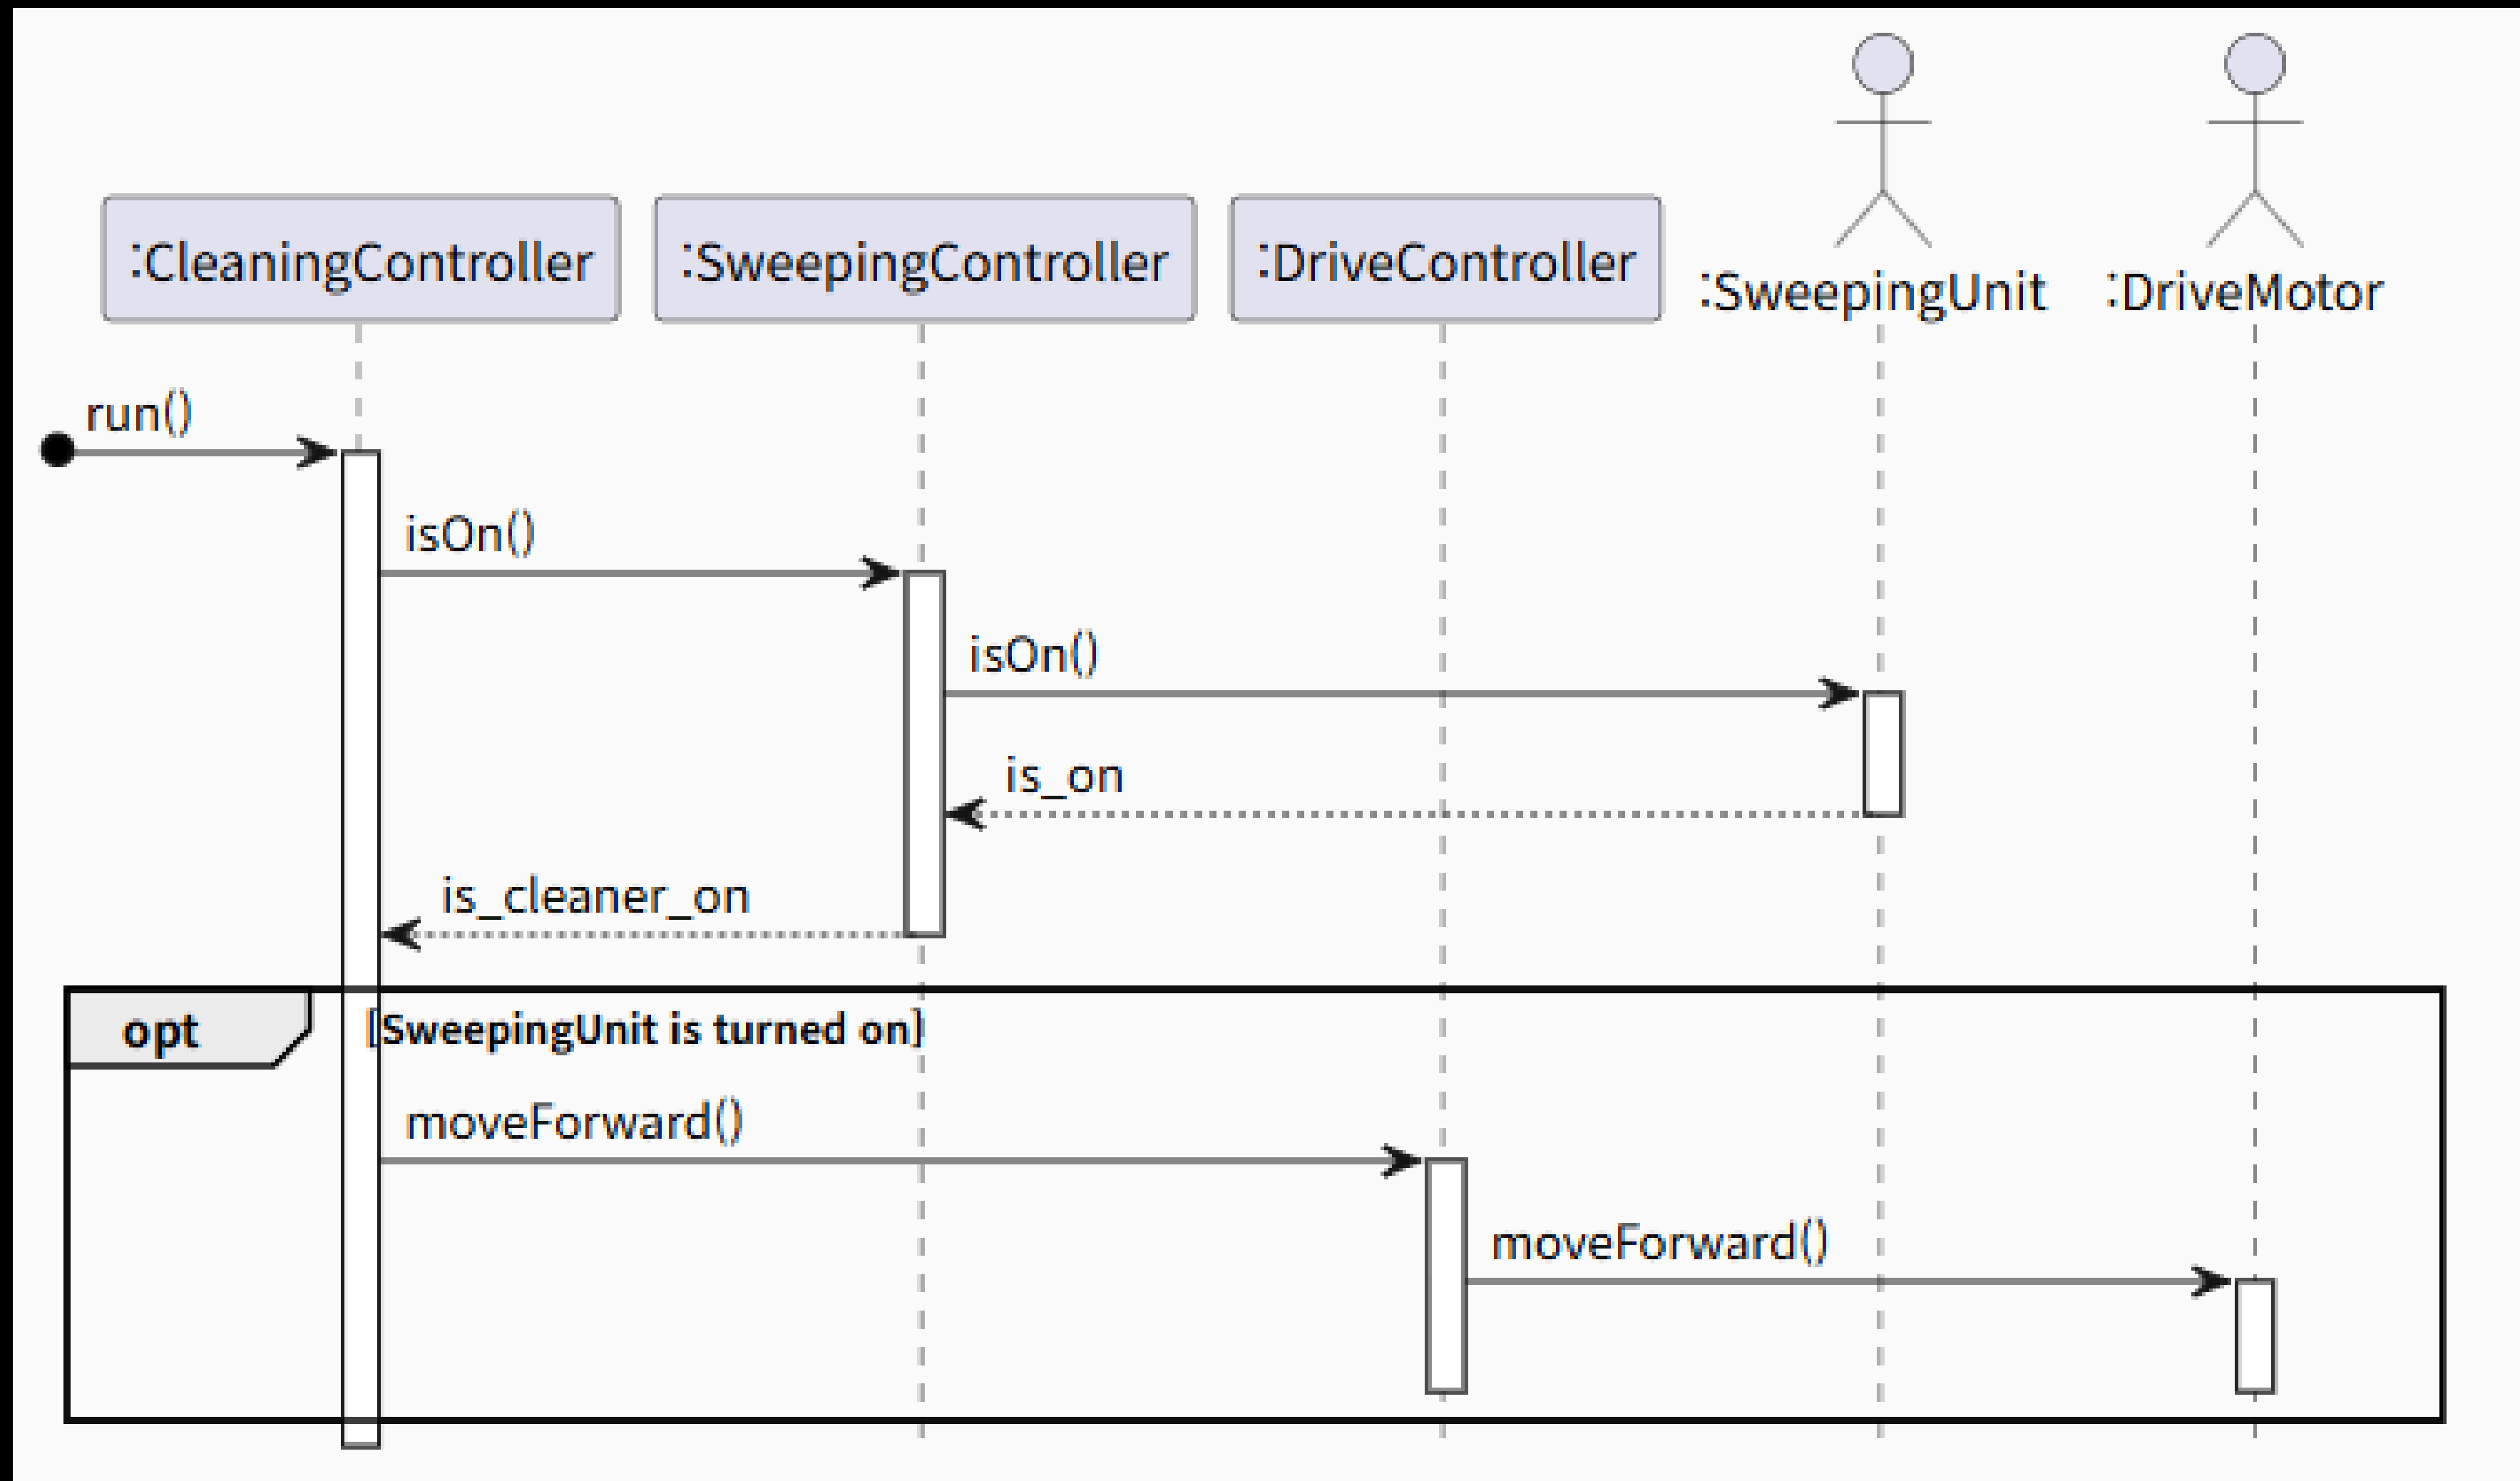 :CleaningController
:SweepingController
:DriveController
:SweepingUnit
:DriveMotor
run()
isOn()
isOn()
is_on
is_cleaner_on
opt
[SweepingUnit is turned on]
moveForward()
moveForward()